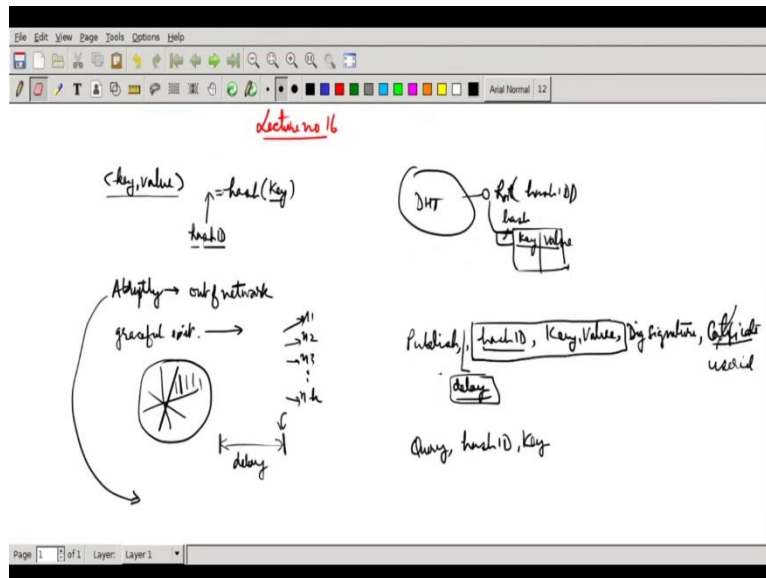 File Edit View Page Tools Options Help
Arial Normal 12
Lecture no 16
(key, value) = hash(Key)
hashID
DHT Root(hashID)
hash
Key Value
Abruptly → out of network
graceful exit. →
n1
n2
n3
⋮
nk
delay
Publish, hashID, Key, Value, Dig Signature, Certificate
userid
delay
Query, hashID, Key
Page 1 of 1 Layer: Layer 1